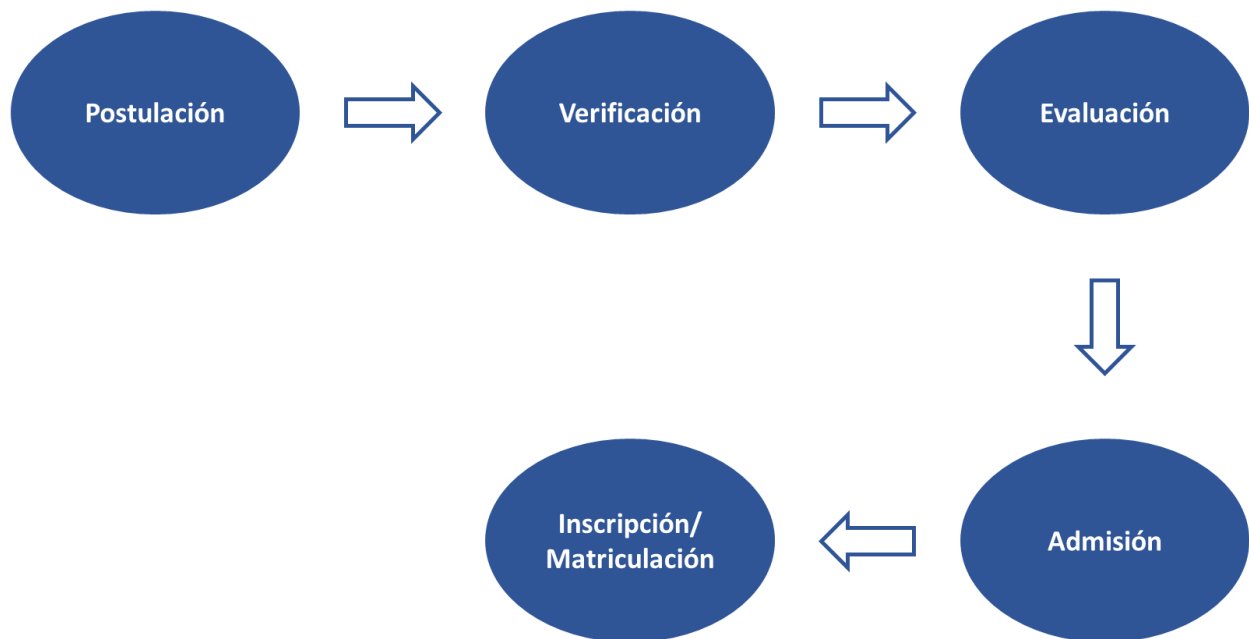 Postulación
Verificación
Evaluación
Admisión
Inscripción/
Matriculación